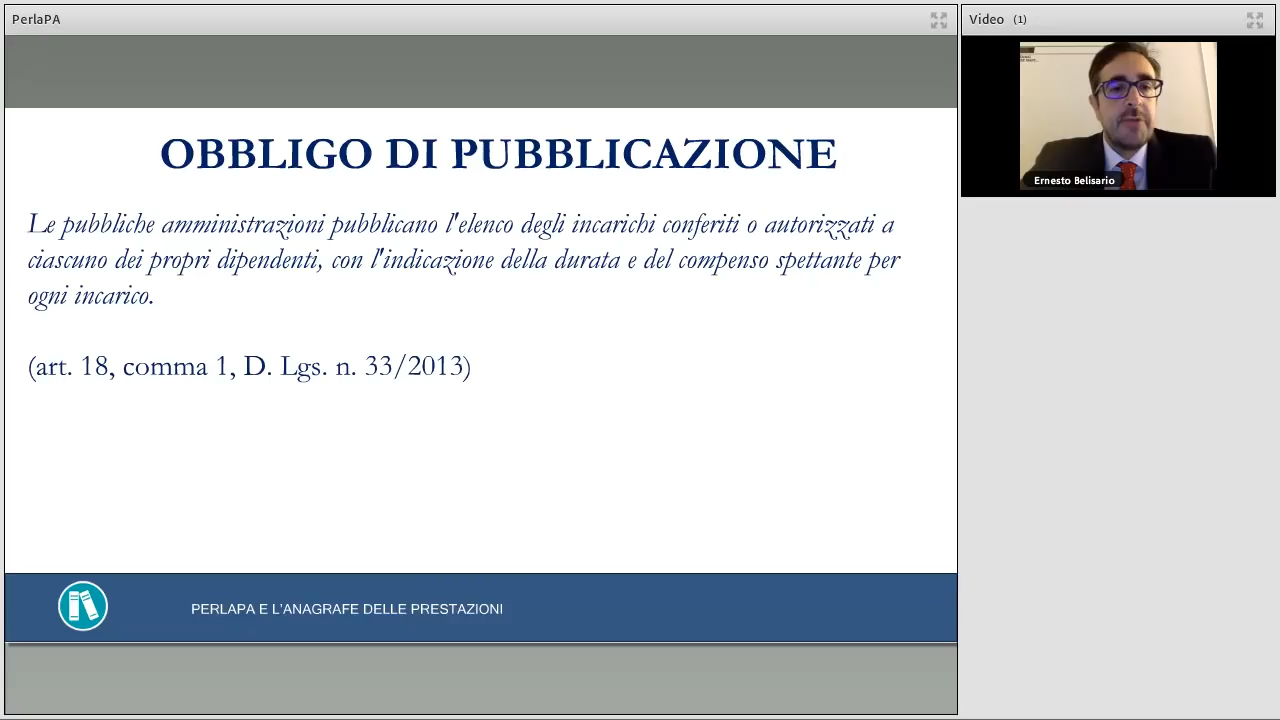 PerlaPA
Video (1)
OBBLIGO DI PUBBLICAZIONE
Le pubbliche amministrazioni pubblicano l'elenco degli incarichi conferiti o autorizzati a
ciascuno dei propri dipendenti, con l'indicazione della durata e del compenso spettante per
ogni incarico.
(art. 18, comma 1, D. Lgs. n. 33/2013)
Ernesto Belisario
PERLAPA E L'ANAGRAFE DELLE PRESTAZIONI